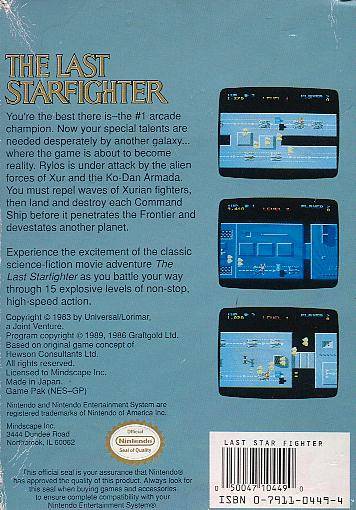 THE LAST
STARFIGHTER
You're the best there is--the #1 arcade
champion. Now your special talents are
needed desperately by another galaxy...
where the game is about to become
reality. Rylos is under attack by the alien
forces of Xur and the Ko-Dan Armada.
You must repel waves of Xurian fighters,
then land and destroy each Command
Ship before it penetrates the Frontier and
devestates another planet.
Experience the excitement of the classic
science-fiction movie adventure The
Last Starfighter as you battle your way
through 15 explosive levels of non-stop,
high-speed action.
Copyright © 1983 by Universal/Lorimar,
a Joint Venture.
Program copyright © 1989, 1986 Graftgold Ltd.
Based on original game concept of
Hewson Consultants Ltd.
All rights reserved.
Licensed to Mindscape Inc.
Made in Japan.
Game Pak (NES-GP)
Nintendo and Nintendo Entertainment System are
registered trademarks of Nintendo of America Inc.
Mindscape Inc.
3444 Dundee Road
Northbrook, IL 60062
Official
Nintendo
Seal of Quality
This official seal is your assurance that Nintendo®
has approved the quality of this product. Always look for
this seal when buying games and accessories
to ensure complete compatibility with your
Nintendo Entertainment System®.
LAST STAR FIGHTER
0 50047 10449 0
ISBN 0-7911-0449-4